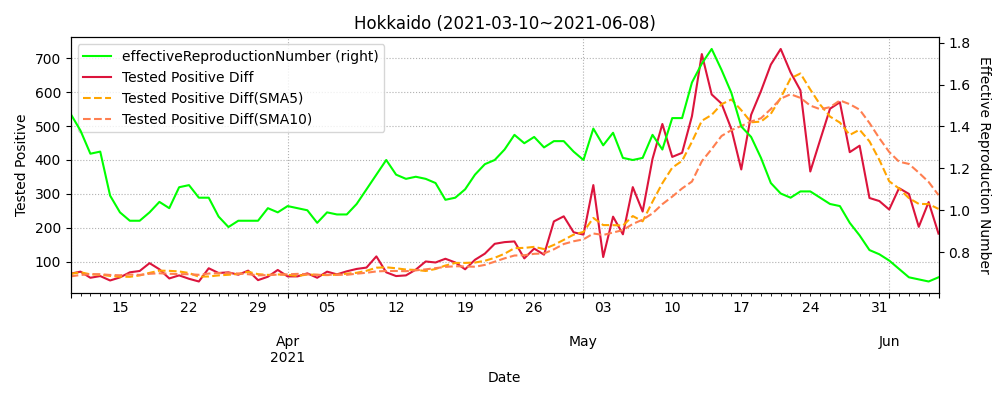 Hokkaido (2021-03-10~2021-06-08)
effectiveReproductionNumber (right)
Tested Positive Diff
Tested Positive Diff(SMA5)
Tested Positive Diff(SMA10)
Tested Positive
700
600
500
400
300
200
100
1.8
1.6
1.4
1.2
1.0
0.8
Effective Reproduction Number
15 22 29 05 12 19 26 03 10 17 24 31
Apr May Jun
2021
Date